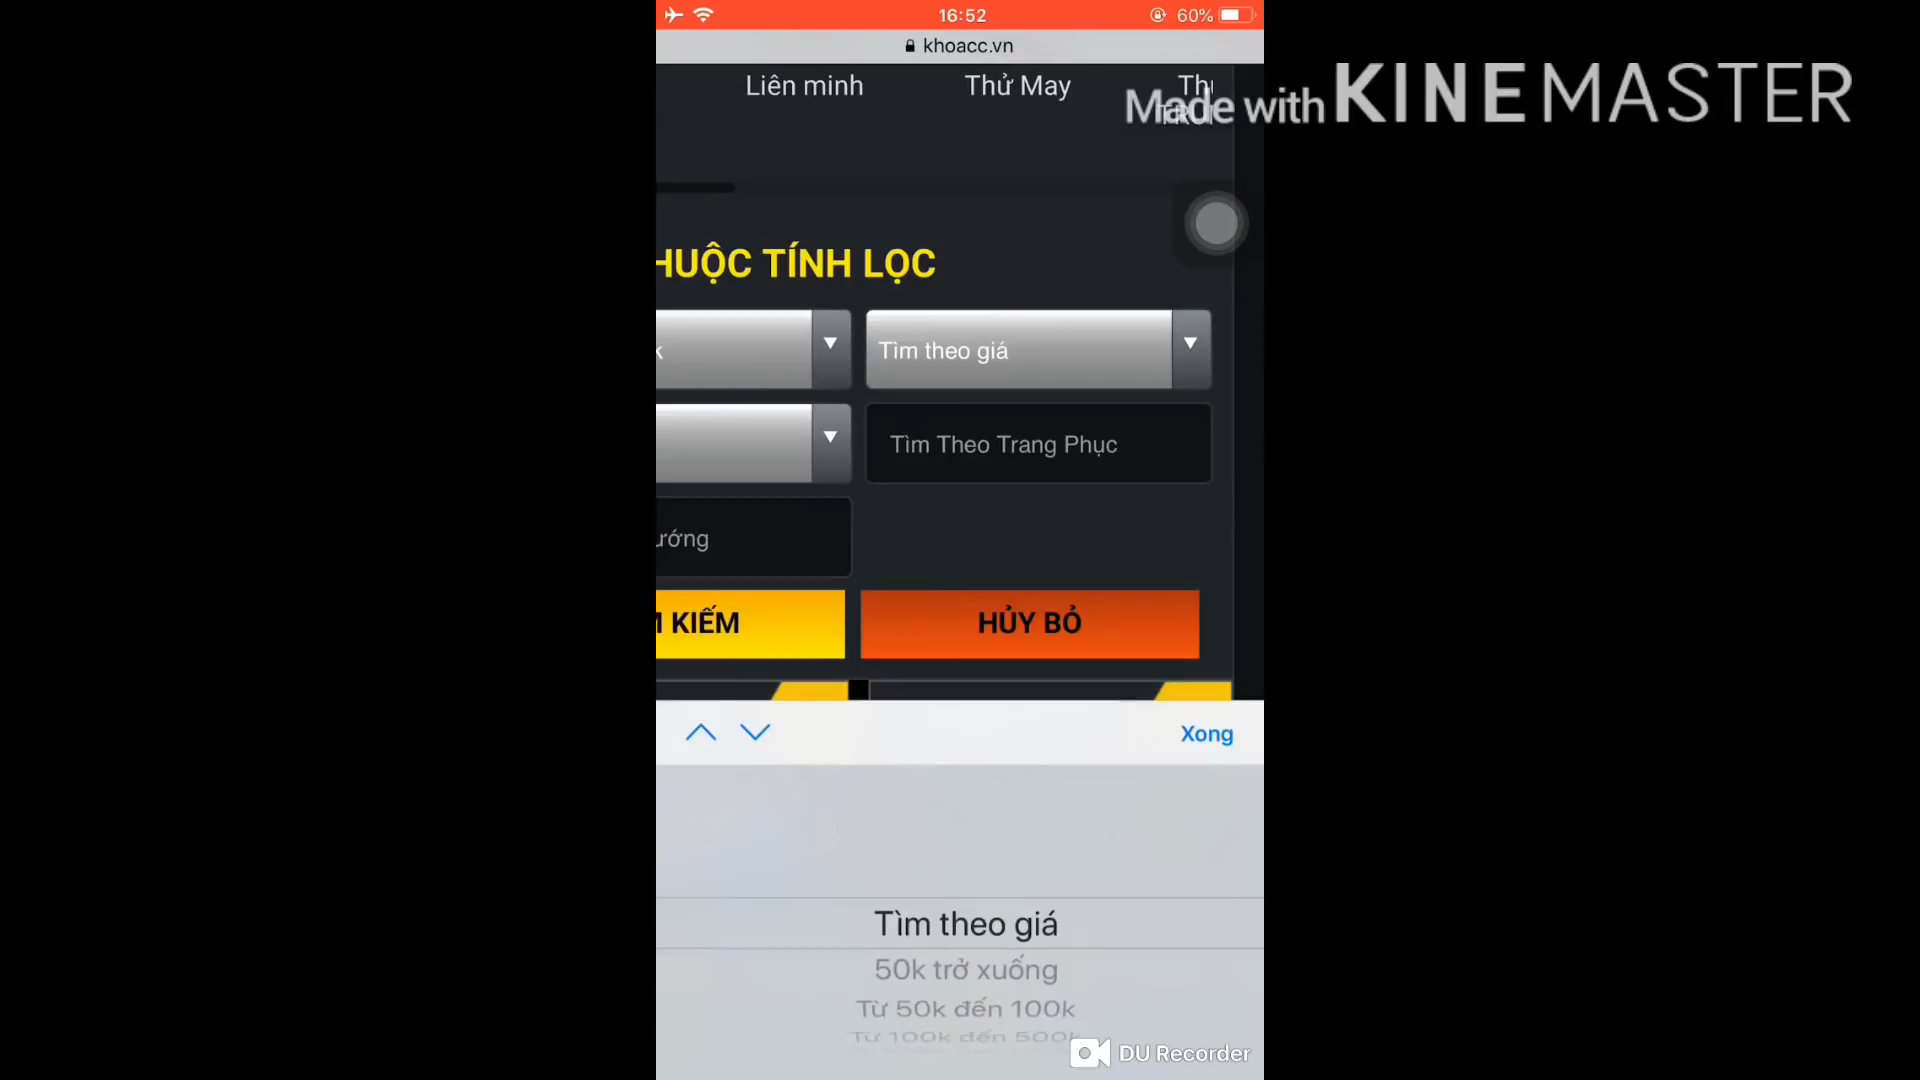 16:52
60%
khoacc.vn
Liên minh
Thử May
Made with KINEMASTER
HUỘC TÍNH LỌC
k
Tìm theo giá
Tìm Theo Trang Phục
ướng
KIẾM
HỦY BỎ
Xong
Tìm theo giá
50k trở xuống
Từ 50k đến 100k
Từ 100k đến 500k
DU Recorder